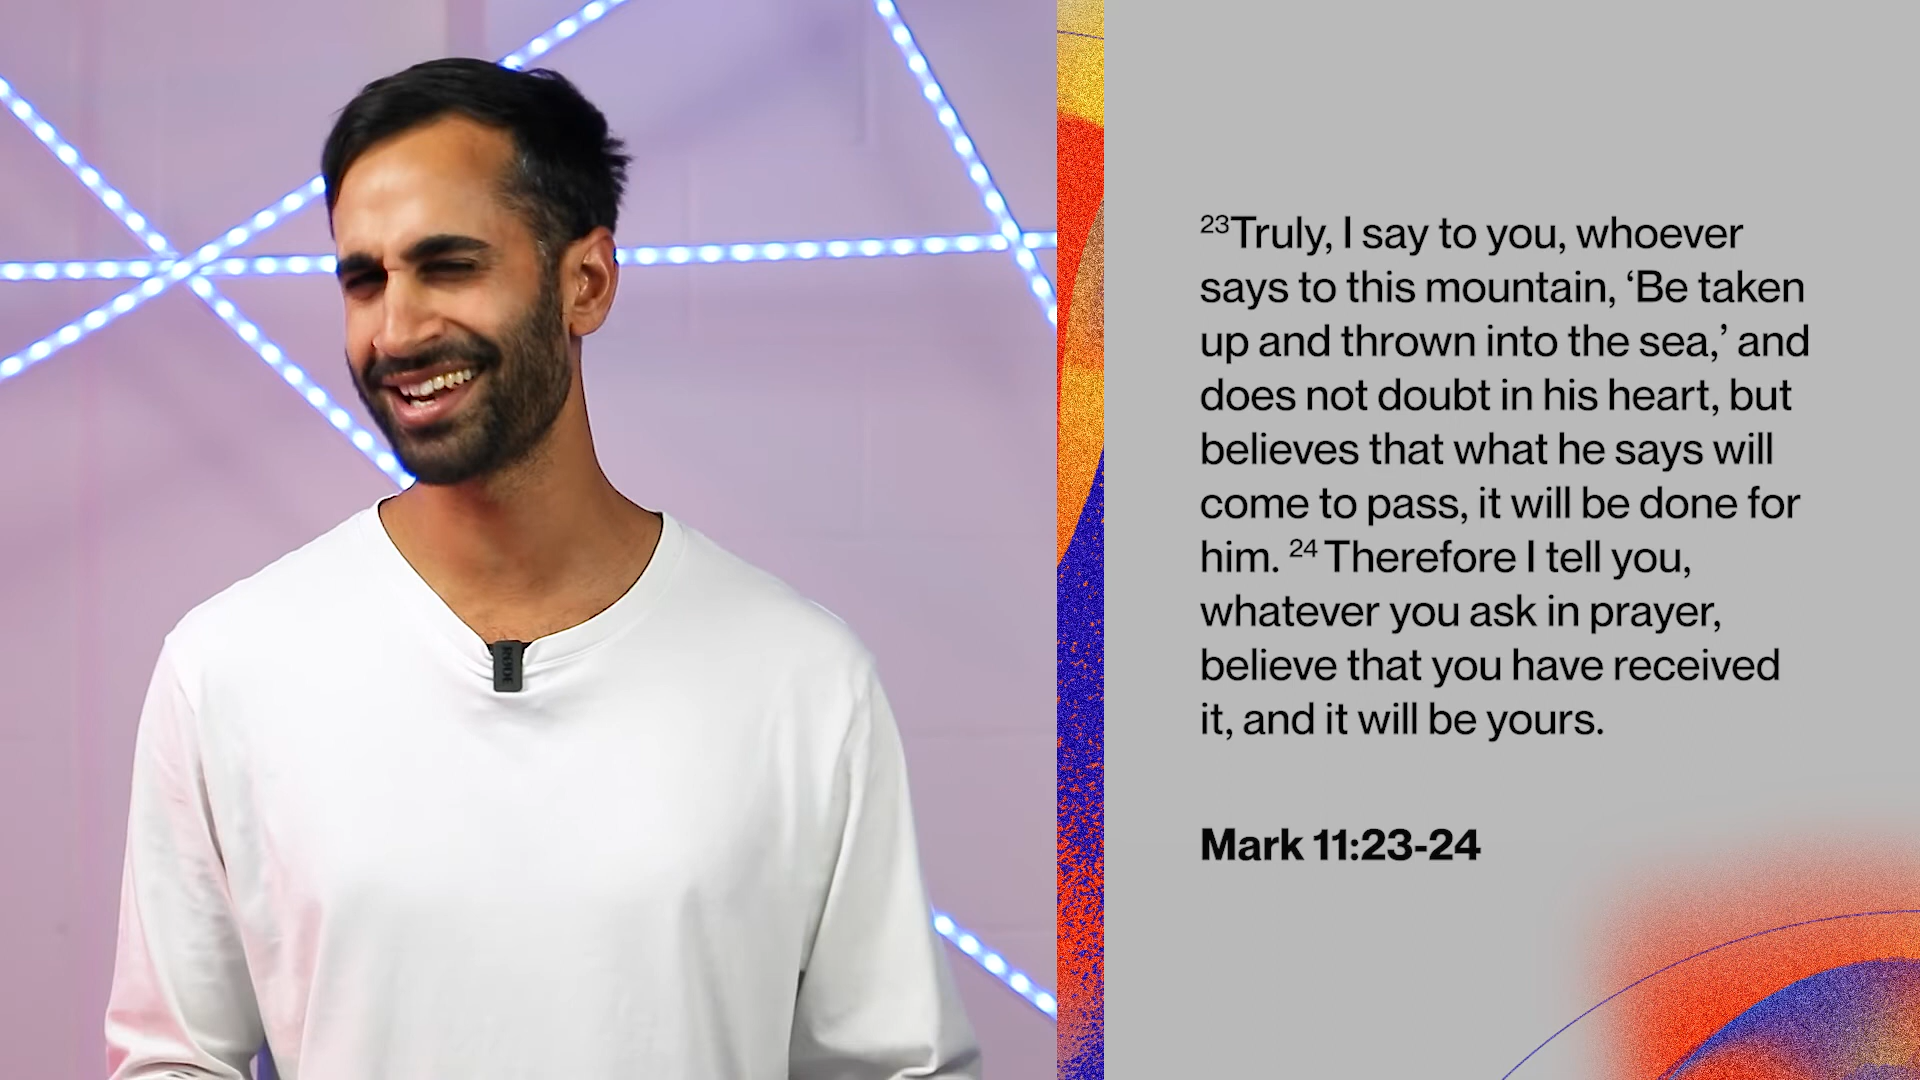 RØDE
23Truly, I say to you, whoever
says to this mountain, ‘Be taken
up and thrown into the sea,’ and
does not doubt in his heart, but
believes that what he says will
come to pass, it will be done for
him. 24 Therefore I tell you,
whatever you ask in prayer,
believe that you have received
it, and it will be yours.
Mark 11:23-24